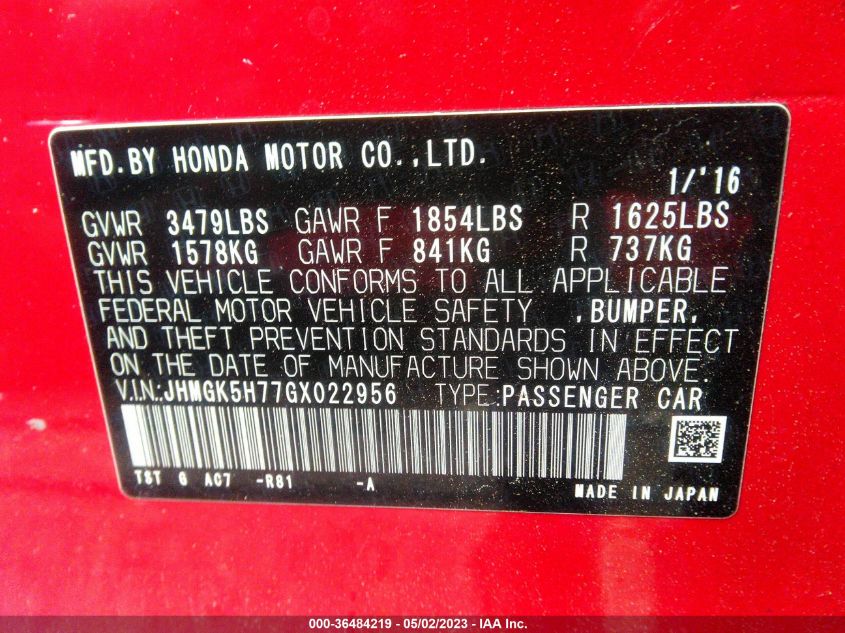 MFD.BY HONDA MOTOR CO.,LTD.
1/'16
GVWR 3479LBS GAWR F 1854LBS R 1625LBS
GVWR 1578KG GAWR F 841KG R 737KG
THIS VEHICLE CONFORMS TO ALL APPLICABLE
FEDERAL MOTOR VEHICLE SAFETY ,BUMPER,
AND THEFT PREVENTION STANDARDS IN EFFECT
ON THE DATE OF MANUFACTURE SHOWN ABOVE.
V.I.N.:JHMGK5H77GX022956 TYPE:PASSENGER CAR
TST G AC7 -R81 -A
MADE IN JAPAN
000-36484219 - 05/02/2023 - IAA Inc.